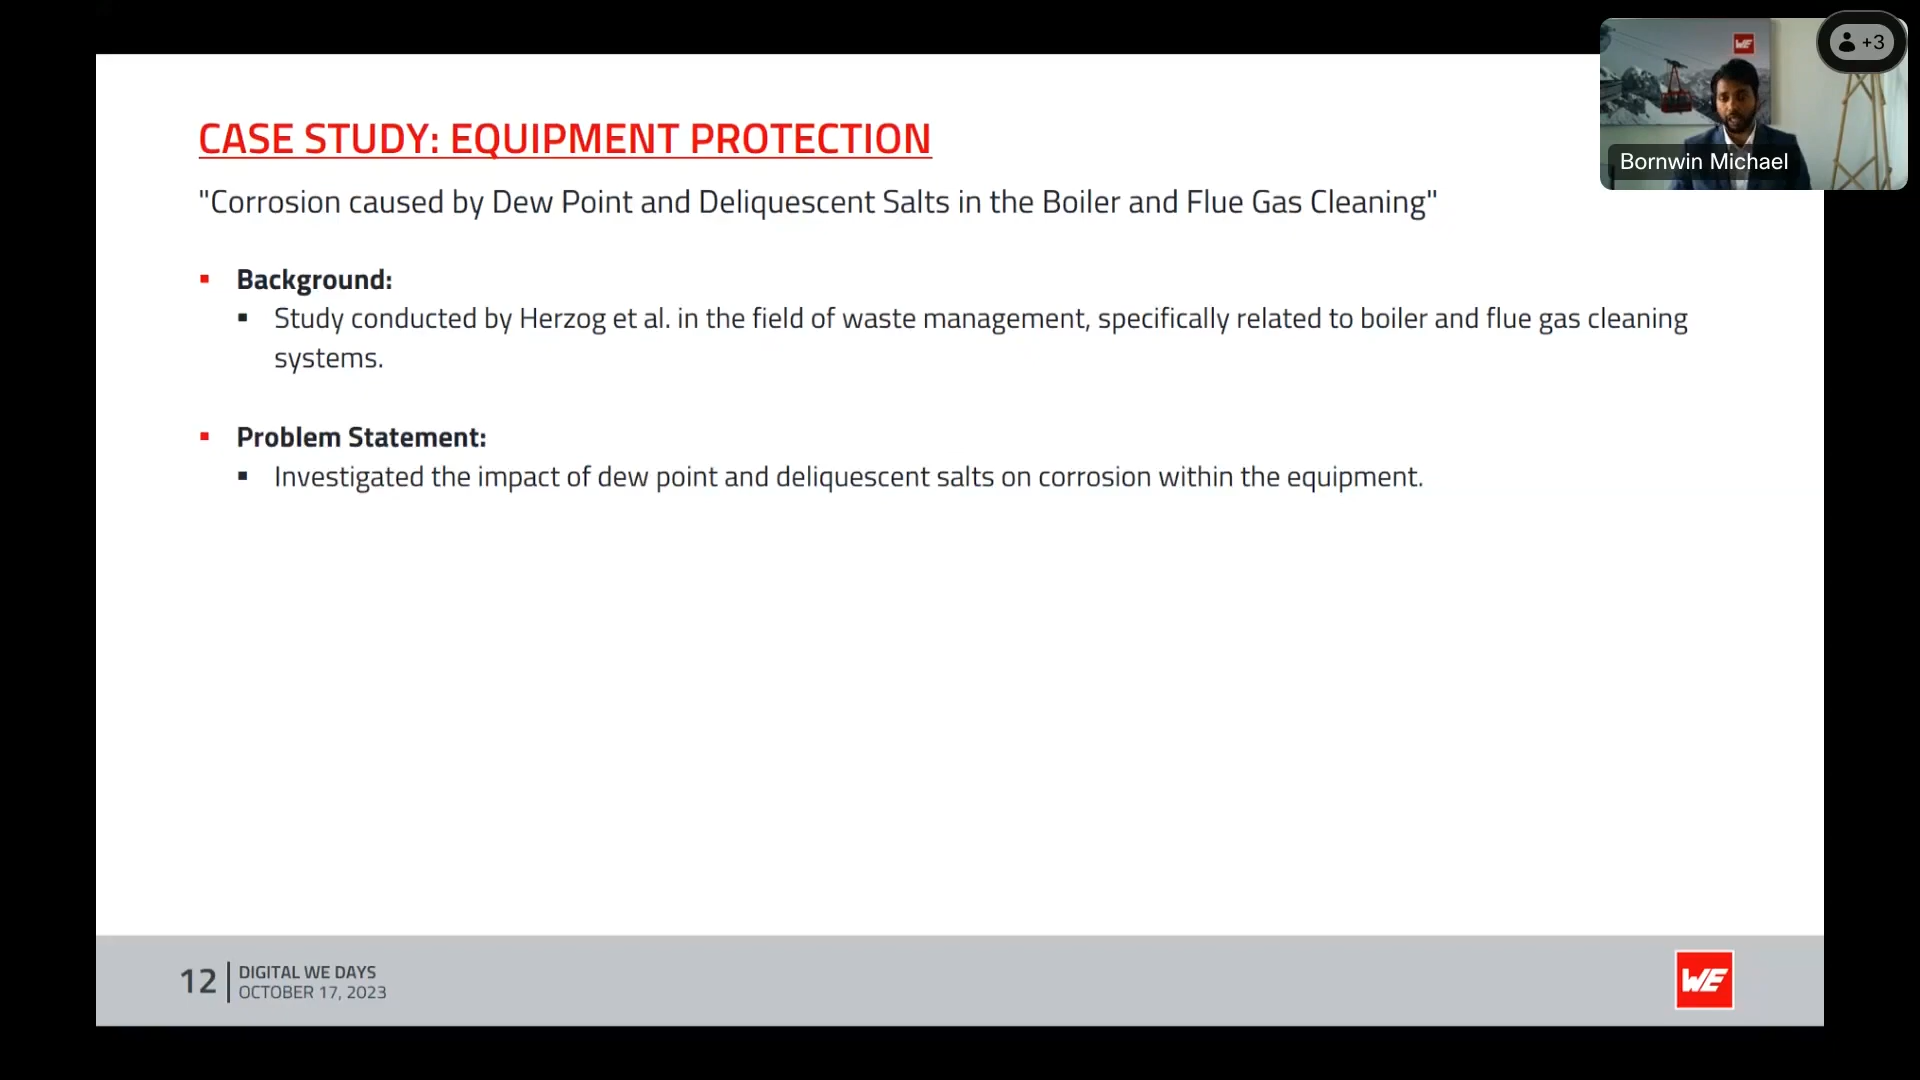 WE
+3
Bornwin Michael
CASE STUDY: EQUIPMENT PROTECTION
"Corrosion caused by Dew Point and Deliquescent Salts in the Boiler and Flue Gas Cleaning"
Background:
Study conducted by Herzog et al. in the field of waste management, specifically related to boiler and flue gas cleaning
systems.
Problem Statement:
Investigated the impact of dew point and deliquescent salts on corrosion within the equipment.
12
DIGITAL WE DAYS
OCTOBER 17, 2023
WE